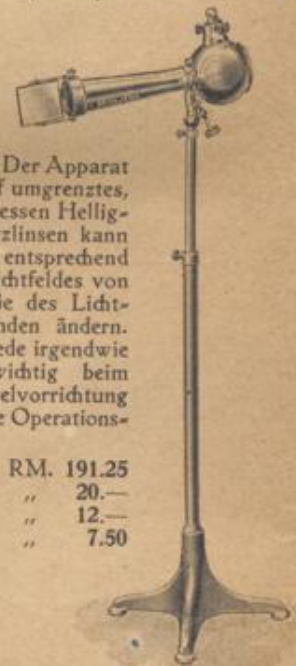 Der Apparat
f umgrenztes,
essen Hellig-
zlinsen kann
entsprechend
chtfeldes von
ie des Licht-
nden ändern.
ede irgendwie
wichtig beim
elvorrichtung
e Operations-
RM. 191.25
„ 20.—
„ 12.—
„ 7.50